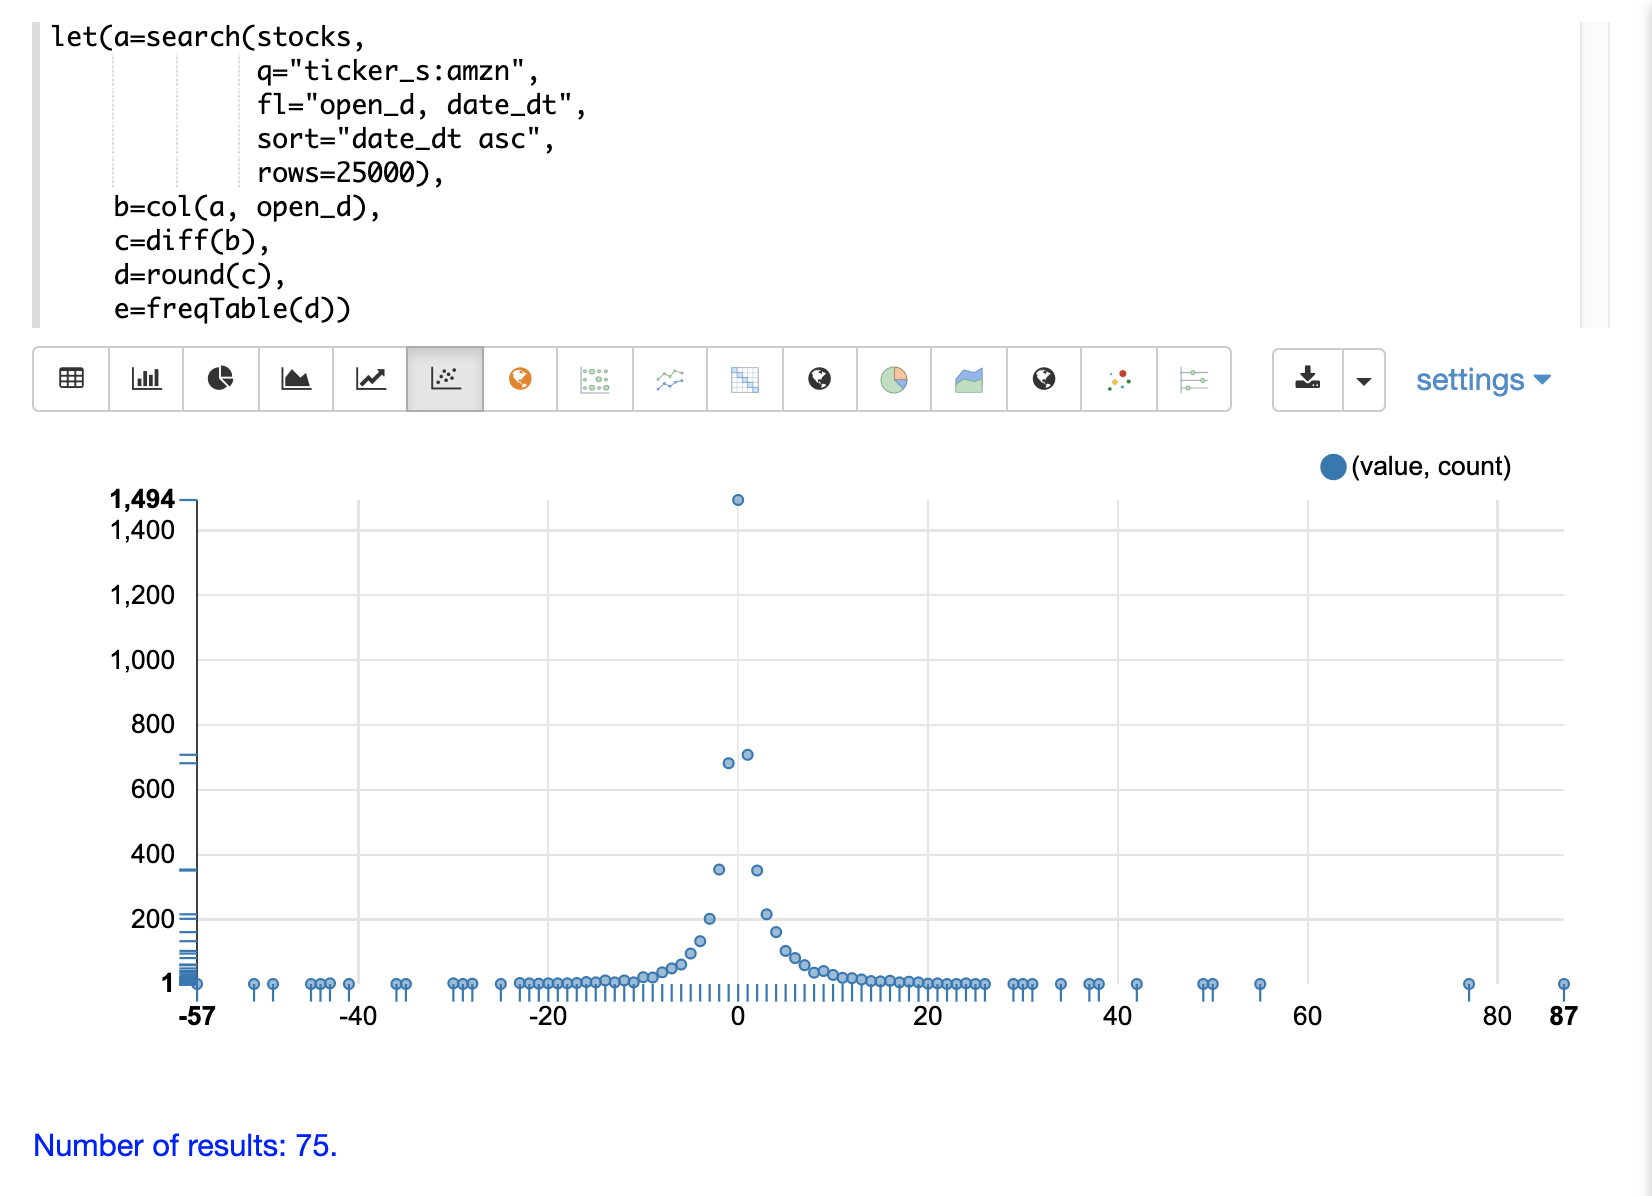 let(a=search(stocks,
q="ticker_s:amzn",
fl="open_d, date_dt",
sort="date_dt asc",
rows=25000),
b=col(a, open_d),
c=diff(b),
d=round(c),
e=freqTable(d))
settings
(value, count)
1,494
1,400
1,200
1,000
800
600
400
200
1
-57 -40 -20 0 20 40 60 80 87
Number of results: 75.